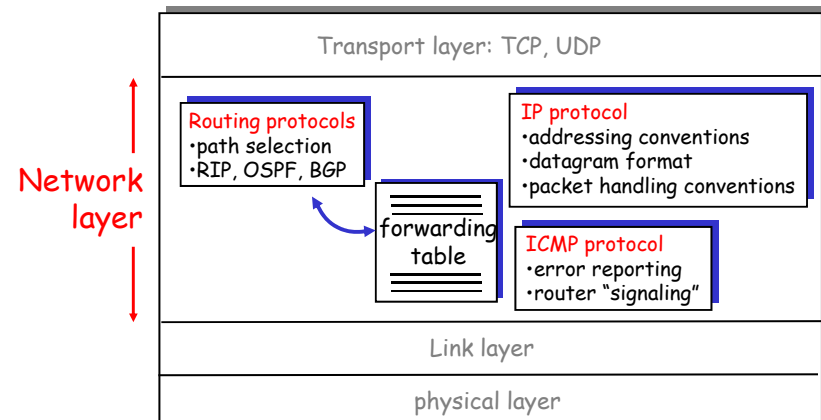 Transport layer: TCP, UDP
Network
layer
Routing protocols
•path selection
•RIP, OSPF, BGP
forwarding
table
IP protocol
•addressing conventions
•datagram format
•packet handling conventions
ICMP protocol
•error reporting
•router “signaling”
Link layer
physical layer